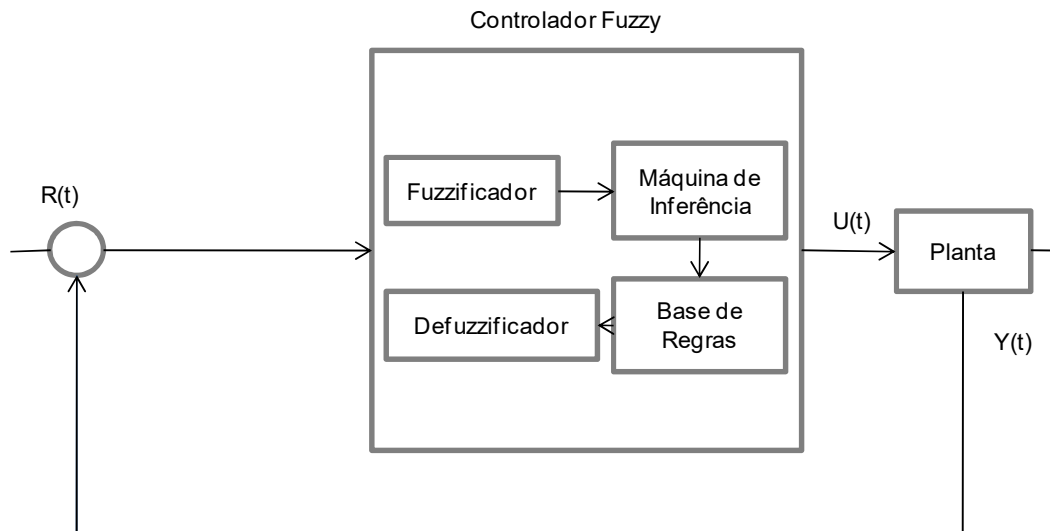 Controlador Fuzzy
R(t)
Fuzzificador
Máquina de
Inferência
U(t)
Planta
Defuzzificador
Base de
Regras
Y(t)